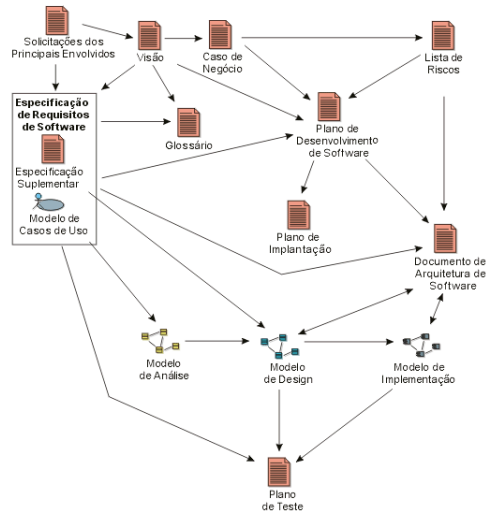 Solicitações dos
Principais Envolvidos
Visão
Caso de
Negócio
Lista de
Riscos
Especificação
de Requisitos
de Software
Especificação
Suplementar
Modelo de
Casos de Uso
Glossário
Plano de
Desenvolvimento
de Software
Plano de
Implantação
Documento de
Arquitetura de
Software
Modelo
de Análise
Modelo
de Design
Modelo de
Implementação
Plano
de Teste